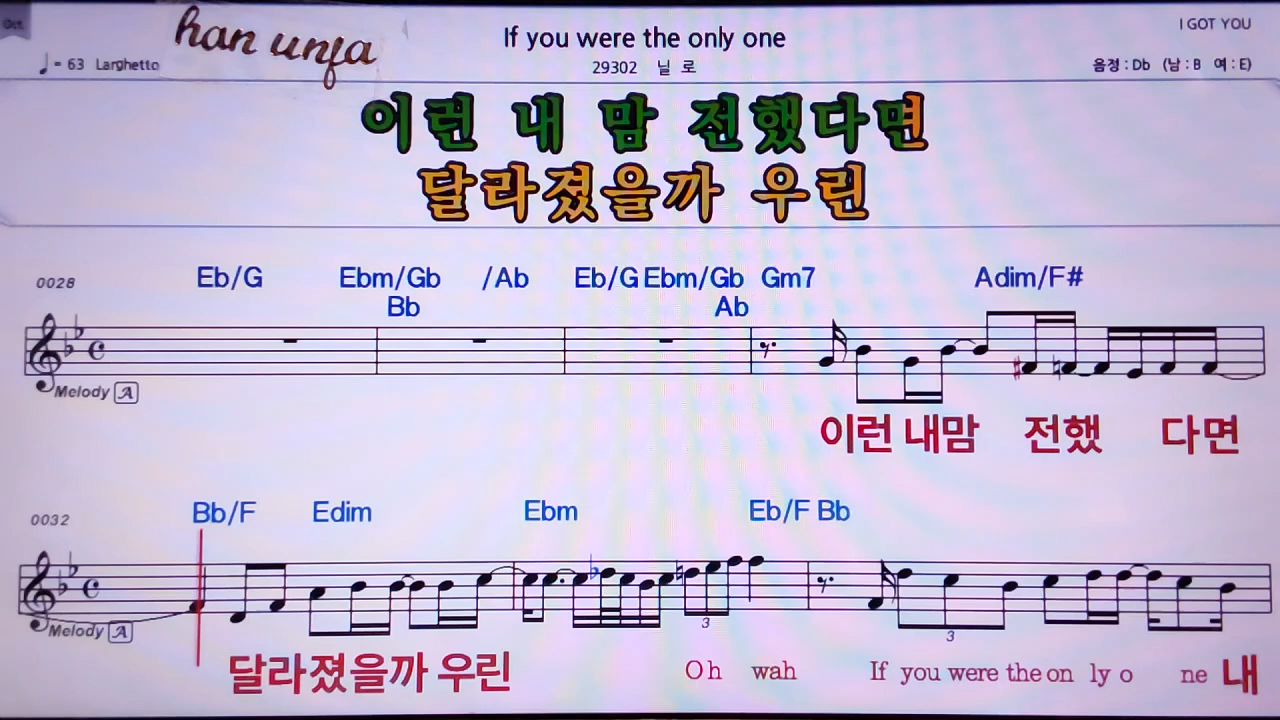 Oct.
han unfa
If you were the only one
I GOT YOU
♩= 63 Larghetto
29302 닐 로
음정 : Db (남 : B 여 : E)
이런 내 맘 전했다면
달라졌을까 우린
0028 Eb/G Ebm/Gb /Ab Eb/G Ebm/Gb Gm7 Adim/F#
Bb Ab
Melody A
이런 내맘 전했 다면
0032 Bb/F Edim Ebm Eb/F Bb
3 3
Melody A
달라졌을까 우린 Oh wah If you were the on ly o ne 내